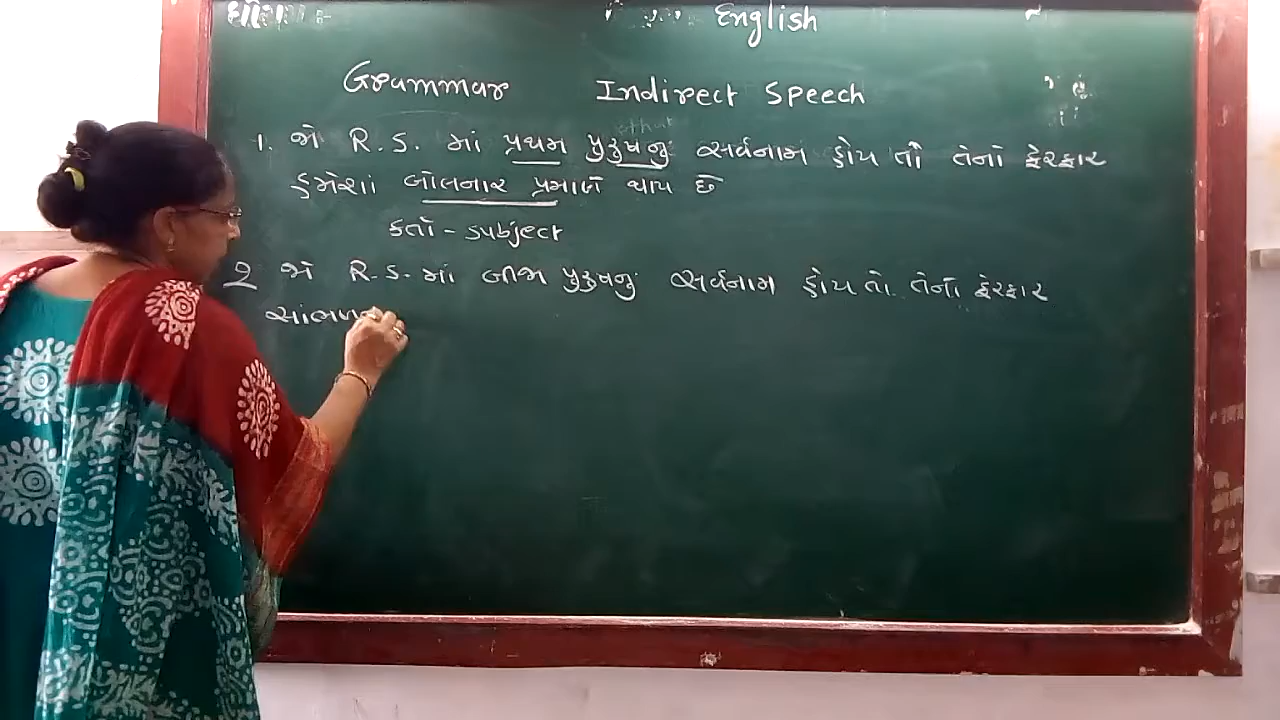 English
Grammar Indirect Speech
1. જો R.S. માં પ્રથમ પુરુષનુ સર્વનામ હોય તો તેનો ફેરફાર
હંમેશાં બોલનાર પ્રમાણે થાય છે
કર્તા - subject
2 જો R.S. માં બીજા પુરુષનુ સર્વનામ હોય તો તેનો ફેરફાર